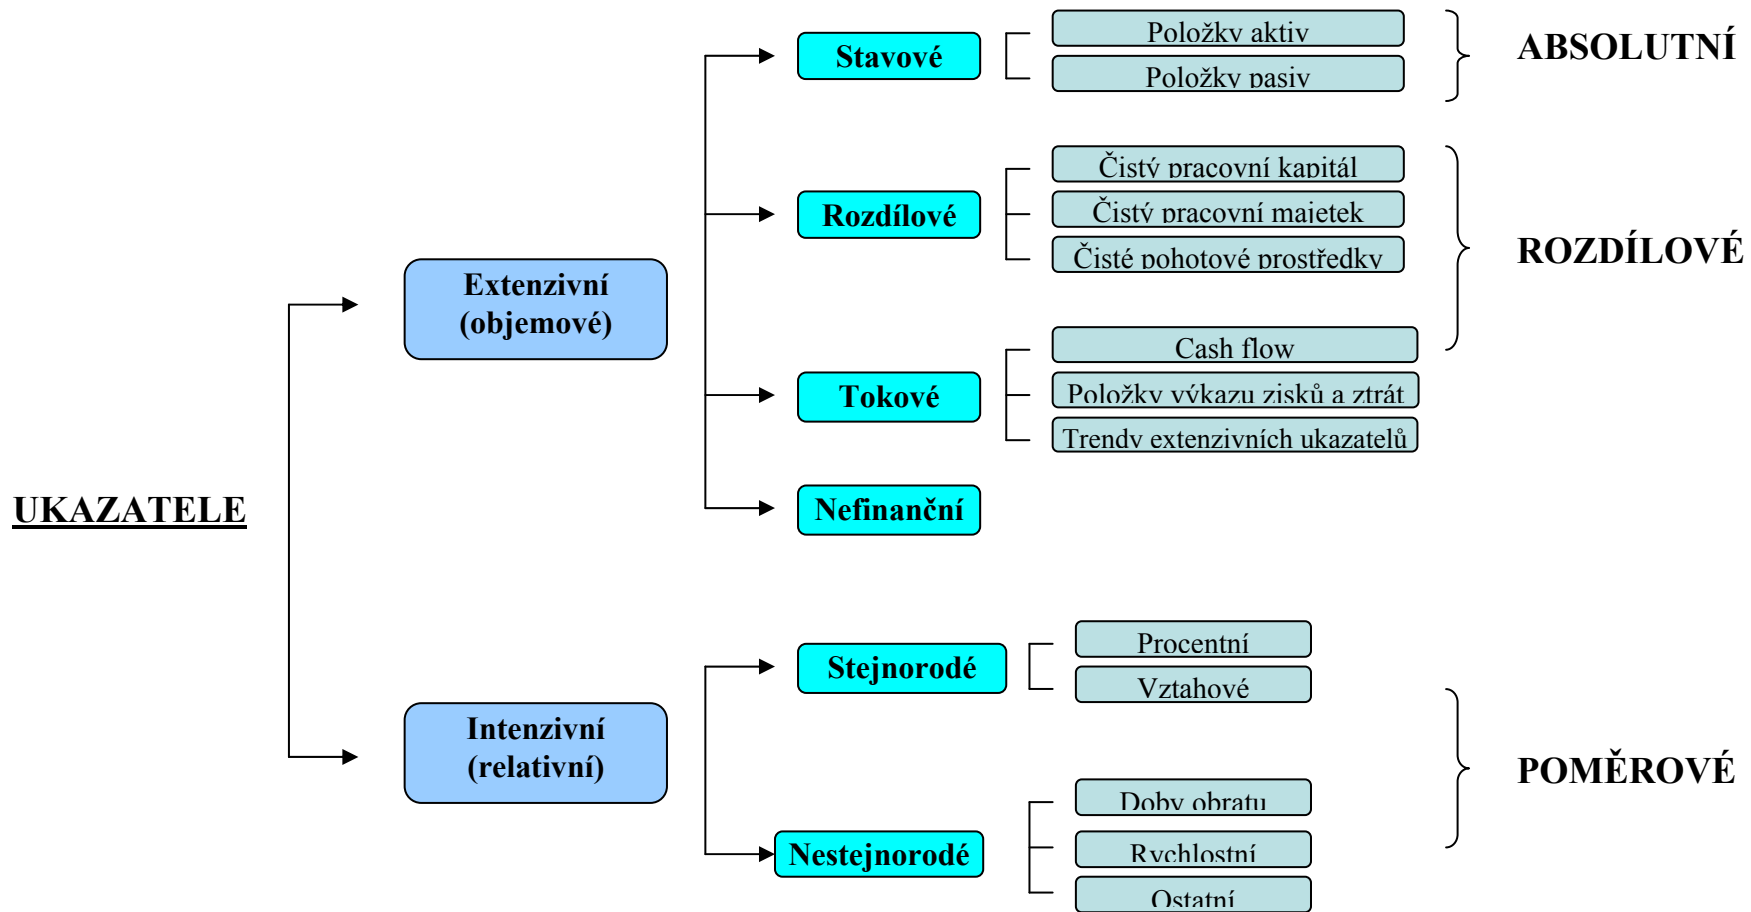 UKAZATELE
Extenzivní
(objemové)
Stavové
Položky aktiv
Položky pasiv
ABSOLUTNÍ
Rozdílové
Čistý pracovní kapitál
Čistý pracovní majetek
Čisté pohotové prostředky
ROZDÍLOVÉ
Tokové
Cash flow
Položky výkazu zisků a ztrát
Trendy extenzivních ukazatelů
Nefinanční
Intenzivní
(relativní)
Stejnorodé
Procentní
Vztahové
Nestejnorodé
Doby obratu
Rychlostní
Ostatní
POMĚROVÉ